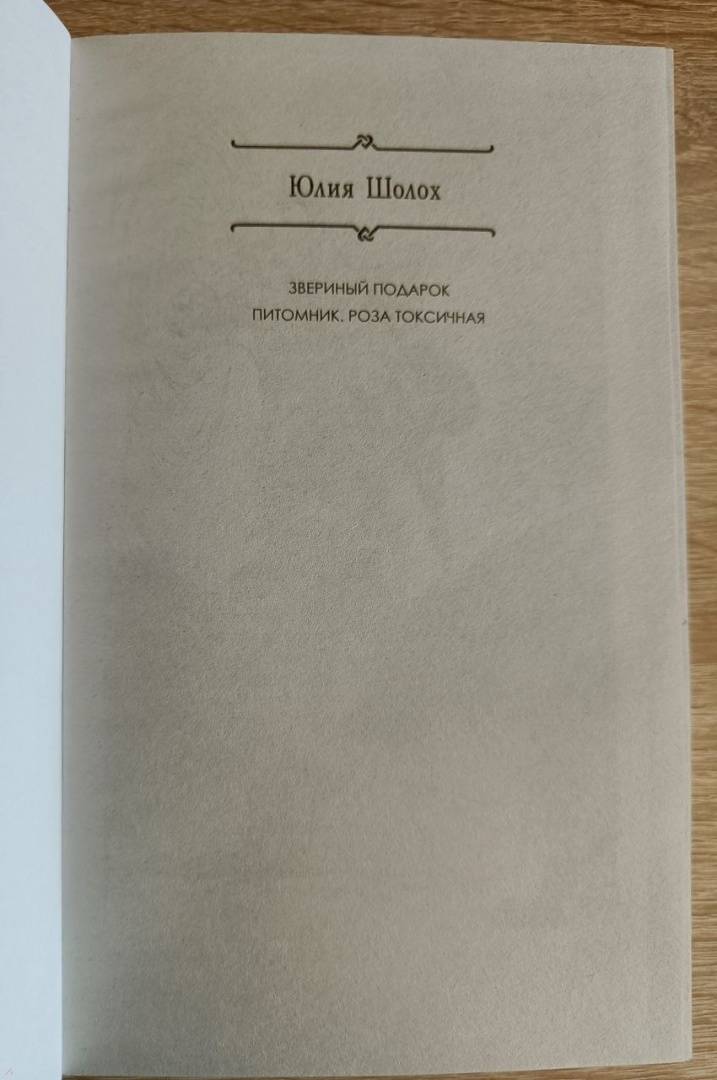 Юлия Шолох
ЗВЕРИНЫЙ ПОДАРОК
ПИТОМНИК. РОЗА ТОКСИЧНАЯ